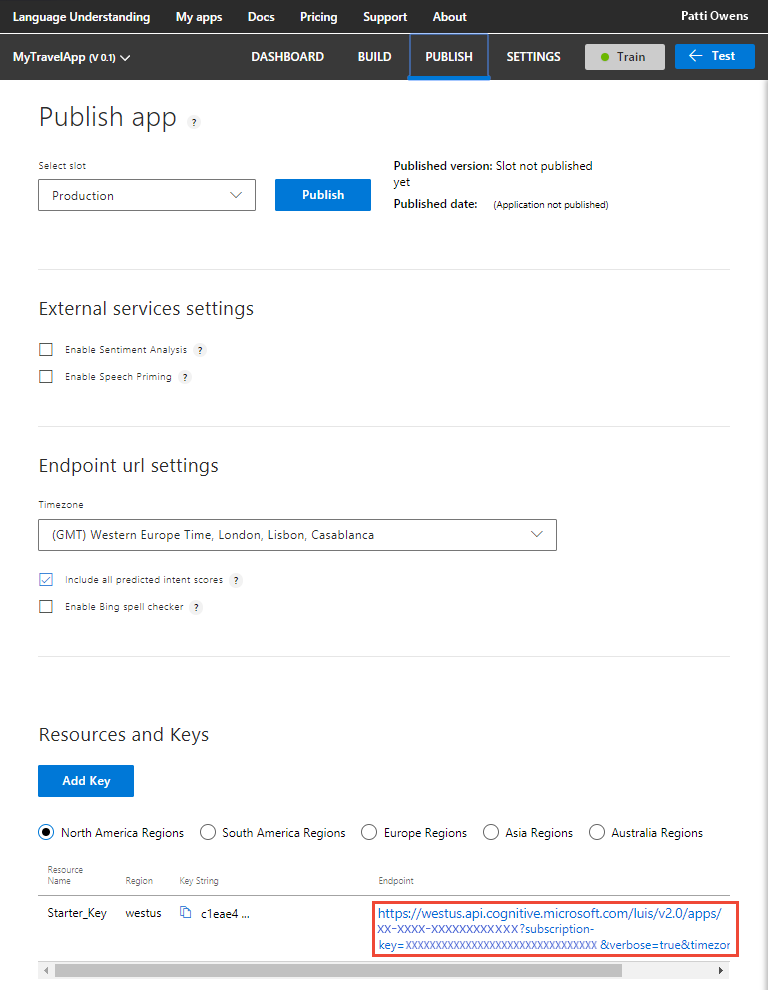 Language Understanding My apps Docs Pricing Support About Patti Owens
MyTravelApp (V 0.1) DASHBOARD BUILD PUBLISH SETTINGS Train Test
Publish app ?
Select slot
Production
Publish
Published version: Slot not published
yet
Published date: (Application not published)
External services settings
Enable Sentiment Analysis ?
Enable Speech Priming ?
Endpoint url settings
Timezone
(GMT) Western Europe Time, London, Lisbon, Casablanca
Include all predicted intent scores ?
Enable Bing spell checker ?
Resources and Keys
Add Key
North America Regions South America Regions Europe Regions Asia Regions Australia Regions
Resource
Name Region Key String Endpoint
Starter_Key westus c1eae4 ... https://westus.api.cognitive.microsoft.com/luis/v2.0/apps/
XX-XXXX-XXXXXXXXXXXX?subscription-
key=XXXXXXXXXXXXXXXXXXXXXXXXXXXXXXXX &verbose=true&timezor